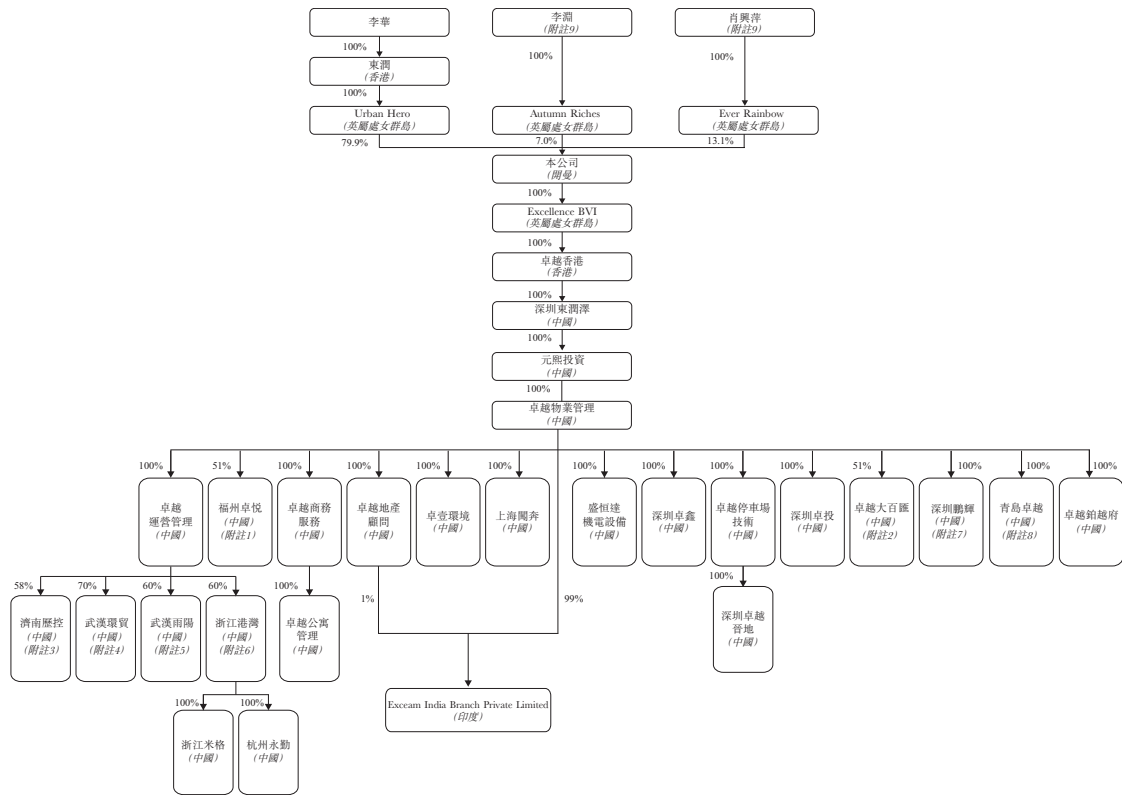 李華
李淵
(附註9)
肖興萍
(附註9)
100%
100%
100%
東潤
(香港)
100%
Urban Hero
(英屬處女群島)
Autumn Riches
(英屬處女群島)
Ever Rainbow
(英屬處女群島)
79.9%
7.0%
13.1%
本公司
(開曼)
100%
Excellence BVI
(英屬處女群島)
100%
卓越香港
(香港)
100%
深圳東潤澤
(中國)
100%
元熙投資
(中國)
100%
卓越物業管理
(中國)
100%
51%
100%
100%
100%
100%
100%
100%
100%
100%
51%
100%
100%
100%
卓越
運營管理
(中國)
福州卓悦
(中國)
(附註1)
卓越商務
服務
(中國)
卓越地產
顧問
(中國)
卓壹環境
(中國)
上海閣奔
(中國)
盛恒達
機電設備
(中國)
深圳卓鑫
(中國)
卓越停車場
技術
(中國)
深圳卓投
(中國)
卓越大百匯
(中國)
(附註2)
深圳鵬輝
(中國)
(附註7)
青島卓越
(中國)
(附註8)
卓越鉑越府
(中國)
58%
70%
60%
60%
100%
1%
99%
100%
濟南歷控
(中國)
(附註3)
武漢環貿
(中國)
(附註4)
武漢雨陽
(中國)
(附註5)
浙江港灣
(中國)
(附註6)
卓越公寓
管理
(中國)
深圳卓越
晉地
(中國)
100%
100%
Exceam India Branch Private Limited
(印度)
浙江米格
(中國)
杭州永勤
(中國)